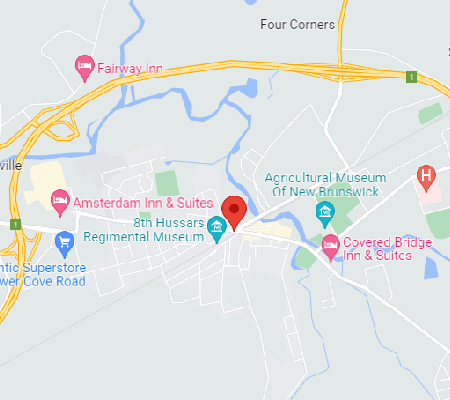 Four Corners
Fairway Inn
1
ville
Agricultural Museum
Of New Brunswick
H
Amsterdam Inn & Suites
8th Hussars
Regimental Museum
1
Covered Bridge
Inn & Suites
ntic Superstore
wer Cove Road